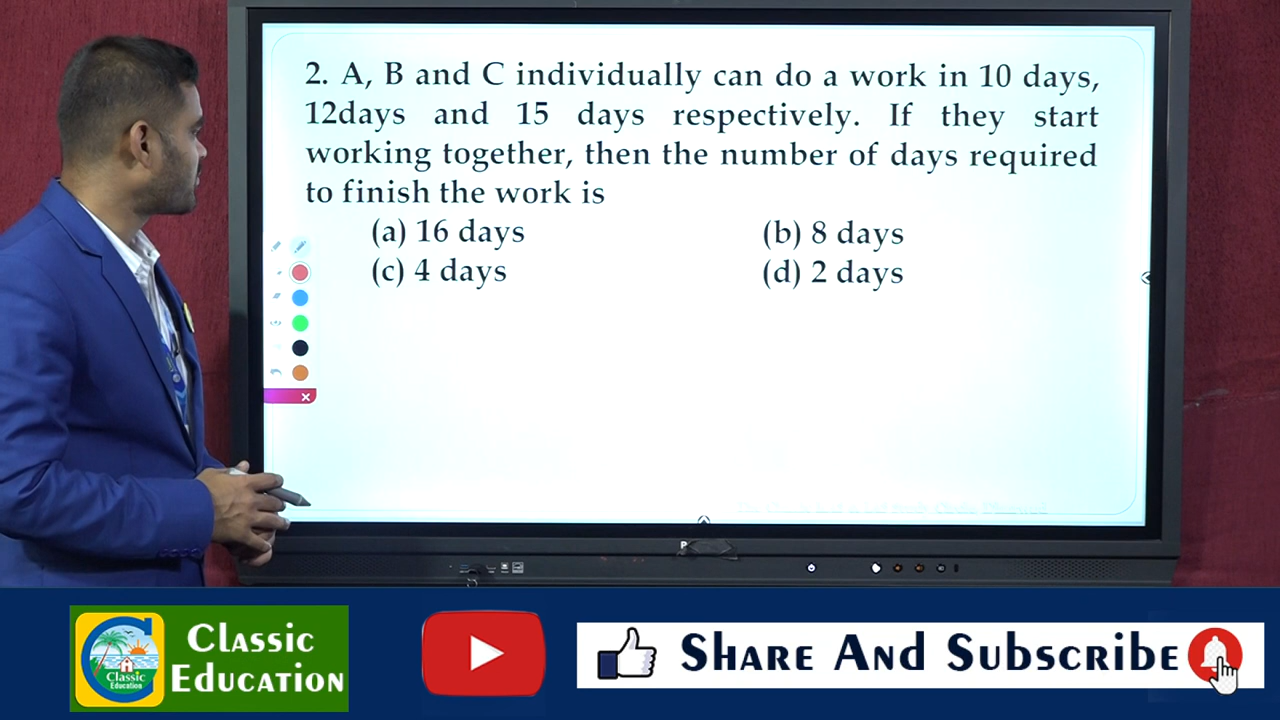 2. A, B and C individually can do a work in 10 days,
12days and 15 days respectively. If they start
working together, then the number of days required
to finish the work is
(a) 16 days (b) 8 days
(c) 4 days (d) 2 days
Classic
Education
Classic
Education
Share And Subscribe